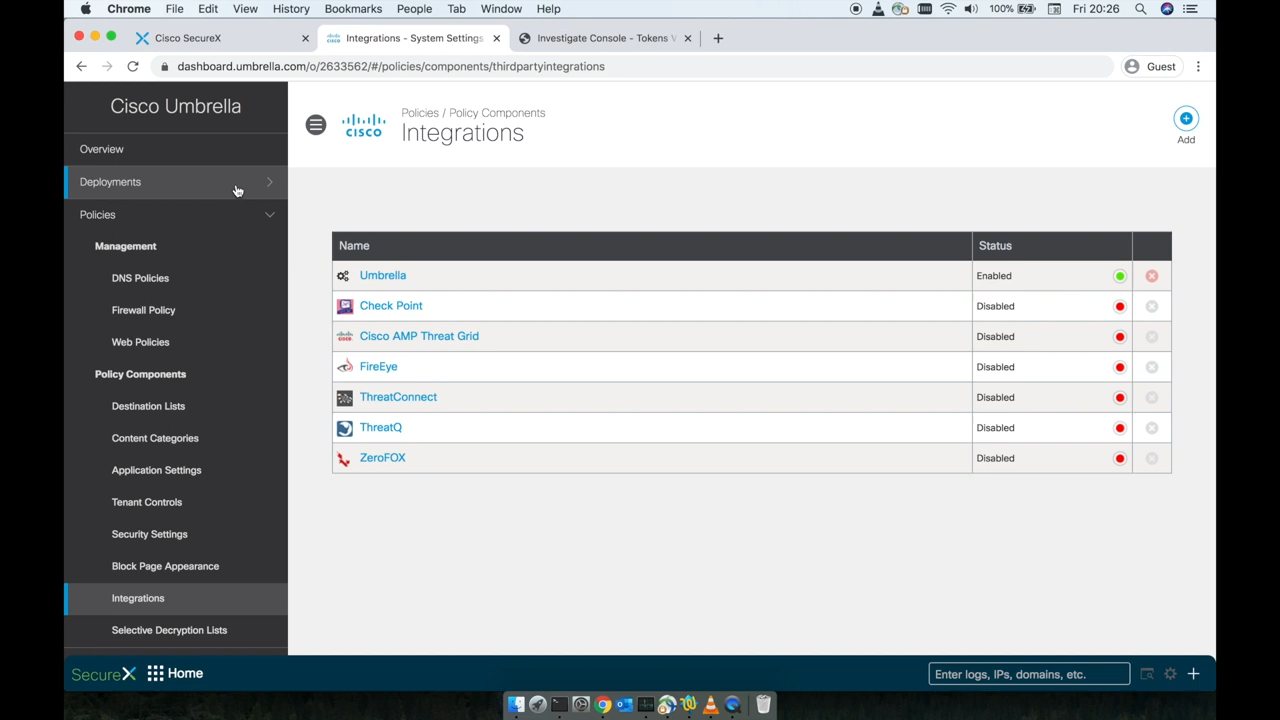 Chrome File Edit View History Bookmarks People Tab Window Help 100% Fri 20:26
Cisco SecureX Integrations - System Settings Investigate Console - Tokens V
dashboard.umbrella.com/o/2633562/#/policies/components/thirdpartyintegrations Guest
Cisco Umbrella
Overview
Deployments
Policies
Management
DNS Policies
Firewall Policy
Web Policies
Policy Components
Destination Lists
Content Categories
Application Settings
Tenant Controls
Security Settings
Block Page Appearance
Integrations
Selective Decryption Lists
CISCO
Policies / Policy Components
Integrations
Add
Name Status
Umbrella Enabled
Check Point Disabled
Cisco AMP Threat Grid Disabled
FireEye Disabled
ThreatConnect Disabled
ThreatQ Disabled
ZeroFOX Disabled
SecureX Home Enter logs, IPs, domains, etc.